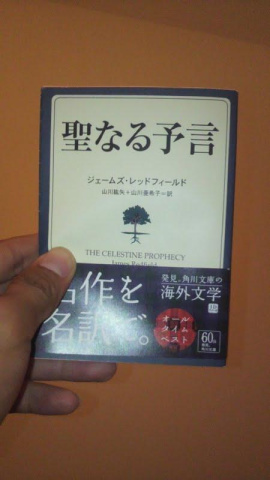 聖なる予言
ジェームズ・レッドフィールド
山川紘矢+山川亜希子=訳
THE CELESTINE PROPHECY
James Redfield
名作を
名訳で。
発見。角川文庫の
海外文学
オール
タイム
ベスト
60